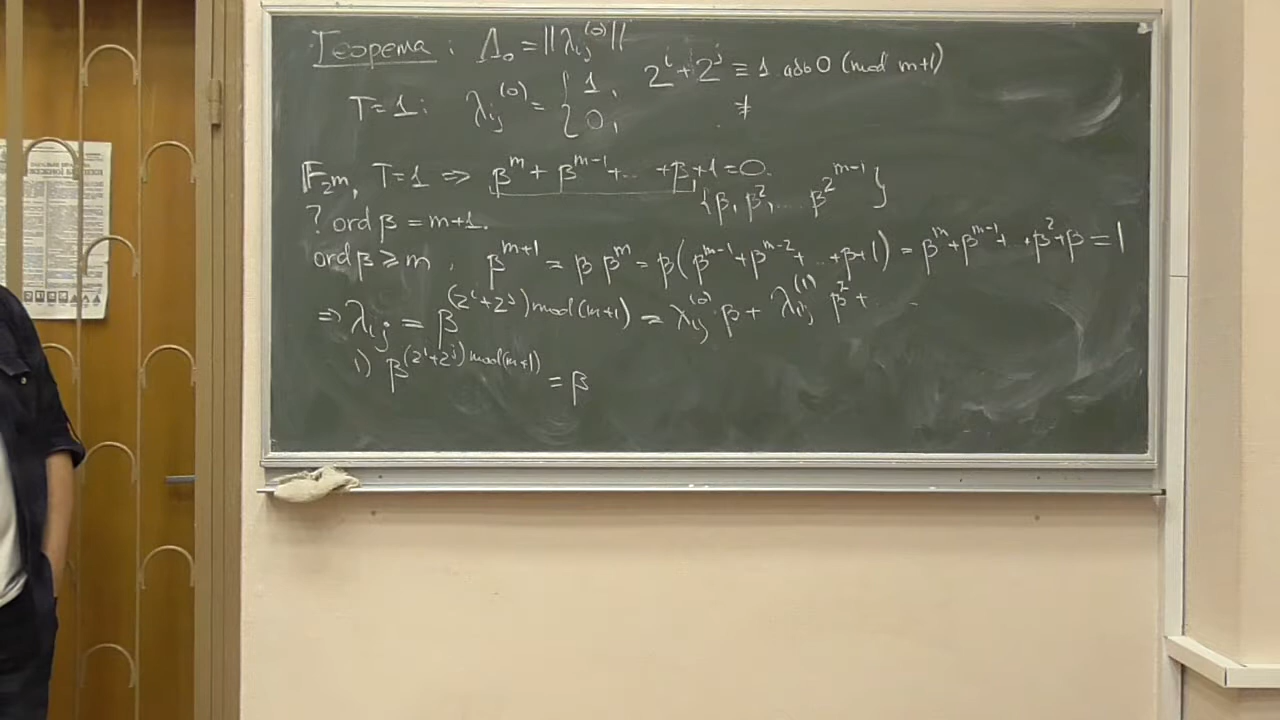 Теорема : Λ₀ = ||λᵢⱼ⁽⁰⁾||
T=1 : λᵢⱼ⁽⁰⁾ = { 1, 2ⁱ + 2ʲ ≡ 1 або 0 (mod m+1)
0, ≢
F₂ᵐ, T=1 ⇒ βᵐ + βᵐ⁻¹ + ... + β + 1 = 0.
{β, β², ... β^2^(m-1)}
? ord β = m+1.
ord β ⩾ m . βᵐ⁺¹ = β βᵐ = β(βᵐ⁻¹ + βᵐ⁻² + ... + β + 1) = βᵐ + βᵐ⁻¹ + ... + β² + β = 1
⇒ λᵢⱼ = β^((2ⁱ + 2ʲ) mod (m+1)) = λᵢⱼ⁽⁰⁾ β + λᵢⱼ⁽¹⁾ β² + ...
1) β^((2ⁱ + 2ʲ) mod (m+1)) = β